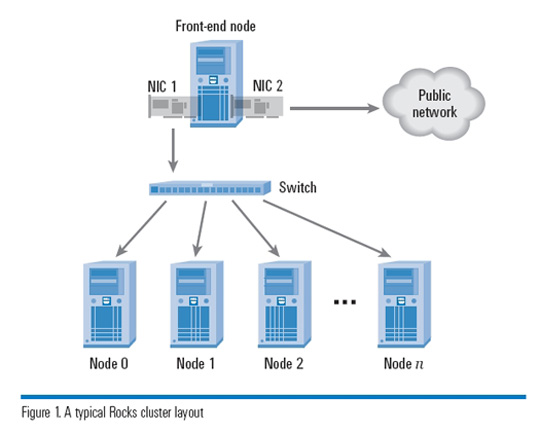 Front-end node
NIC 1
NIC 2
Public
network
Switch
...
Node 0
Node 1
Node 2
Node n
Figure 1. A typical Rocks cluster layout